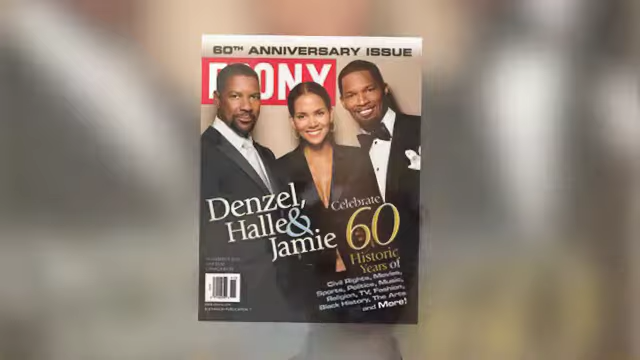 60TH ANNIVERSARY ISSUE
EBONY
Denzel,
Halle &
Jamie
Celebrate
60
Historic
Years of
Civil Rights, Movies,
Sports, Politics, Music,
Religion, TV, Fashion,
Black History, The Arts
and More!